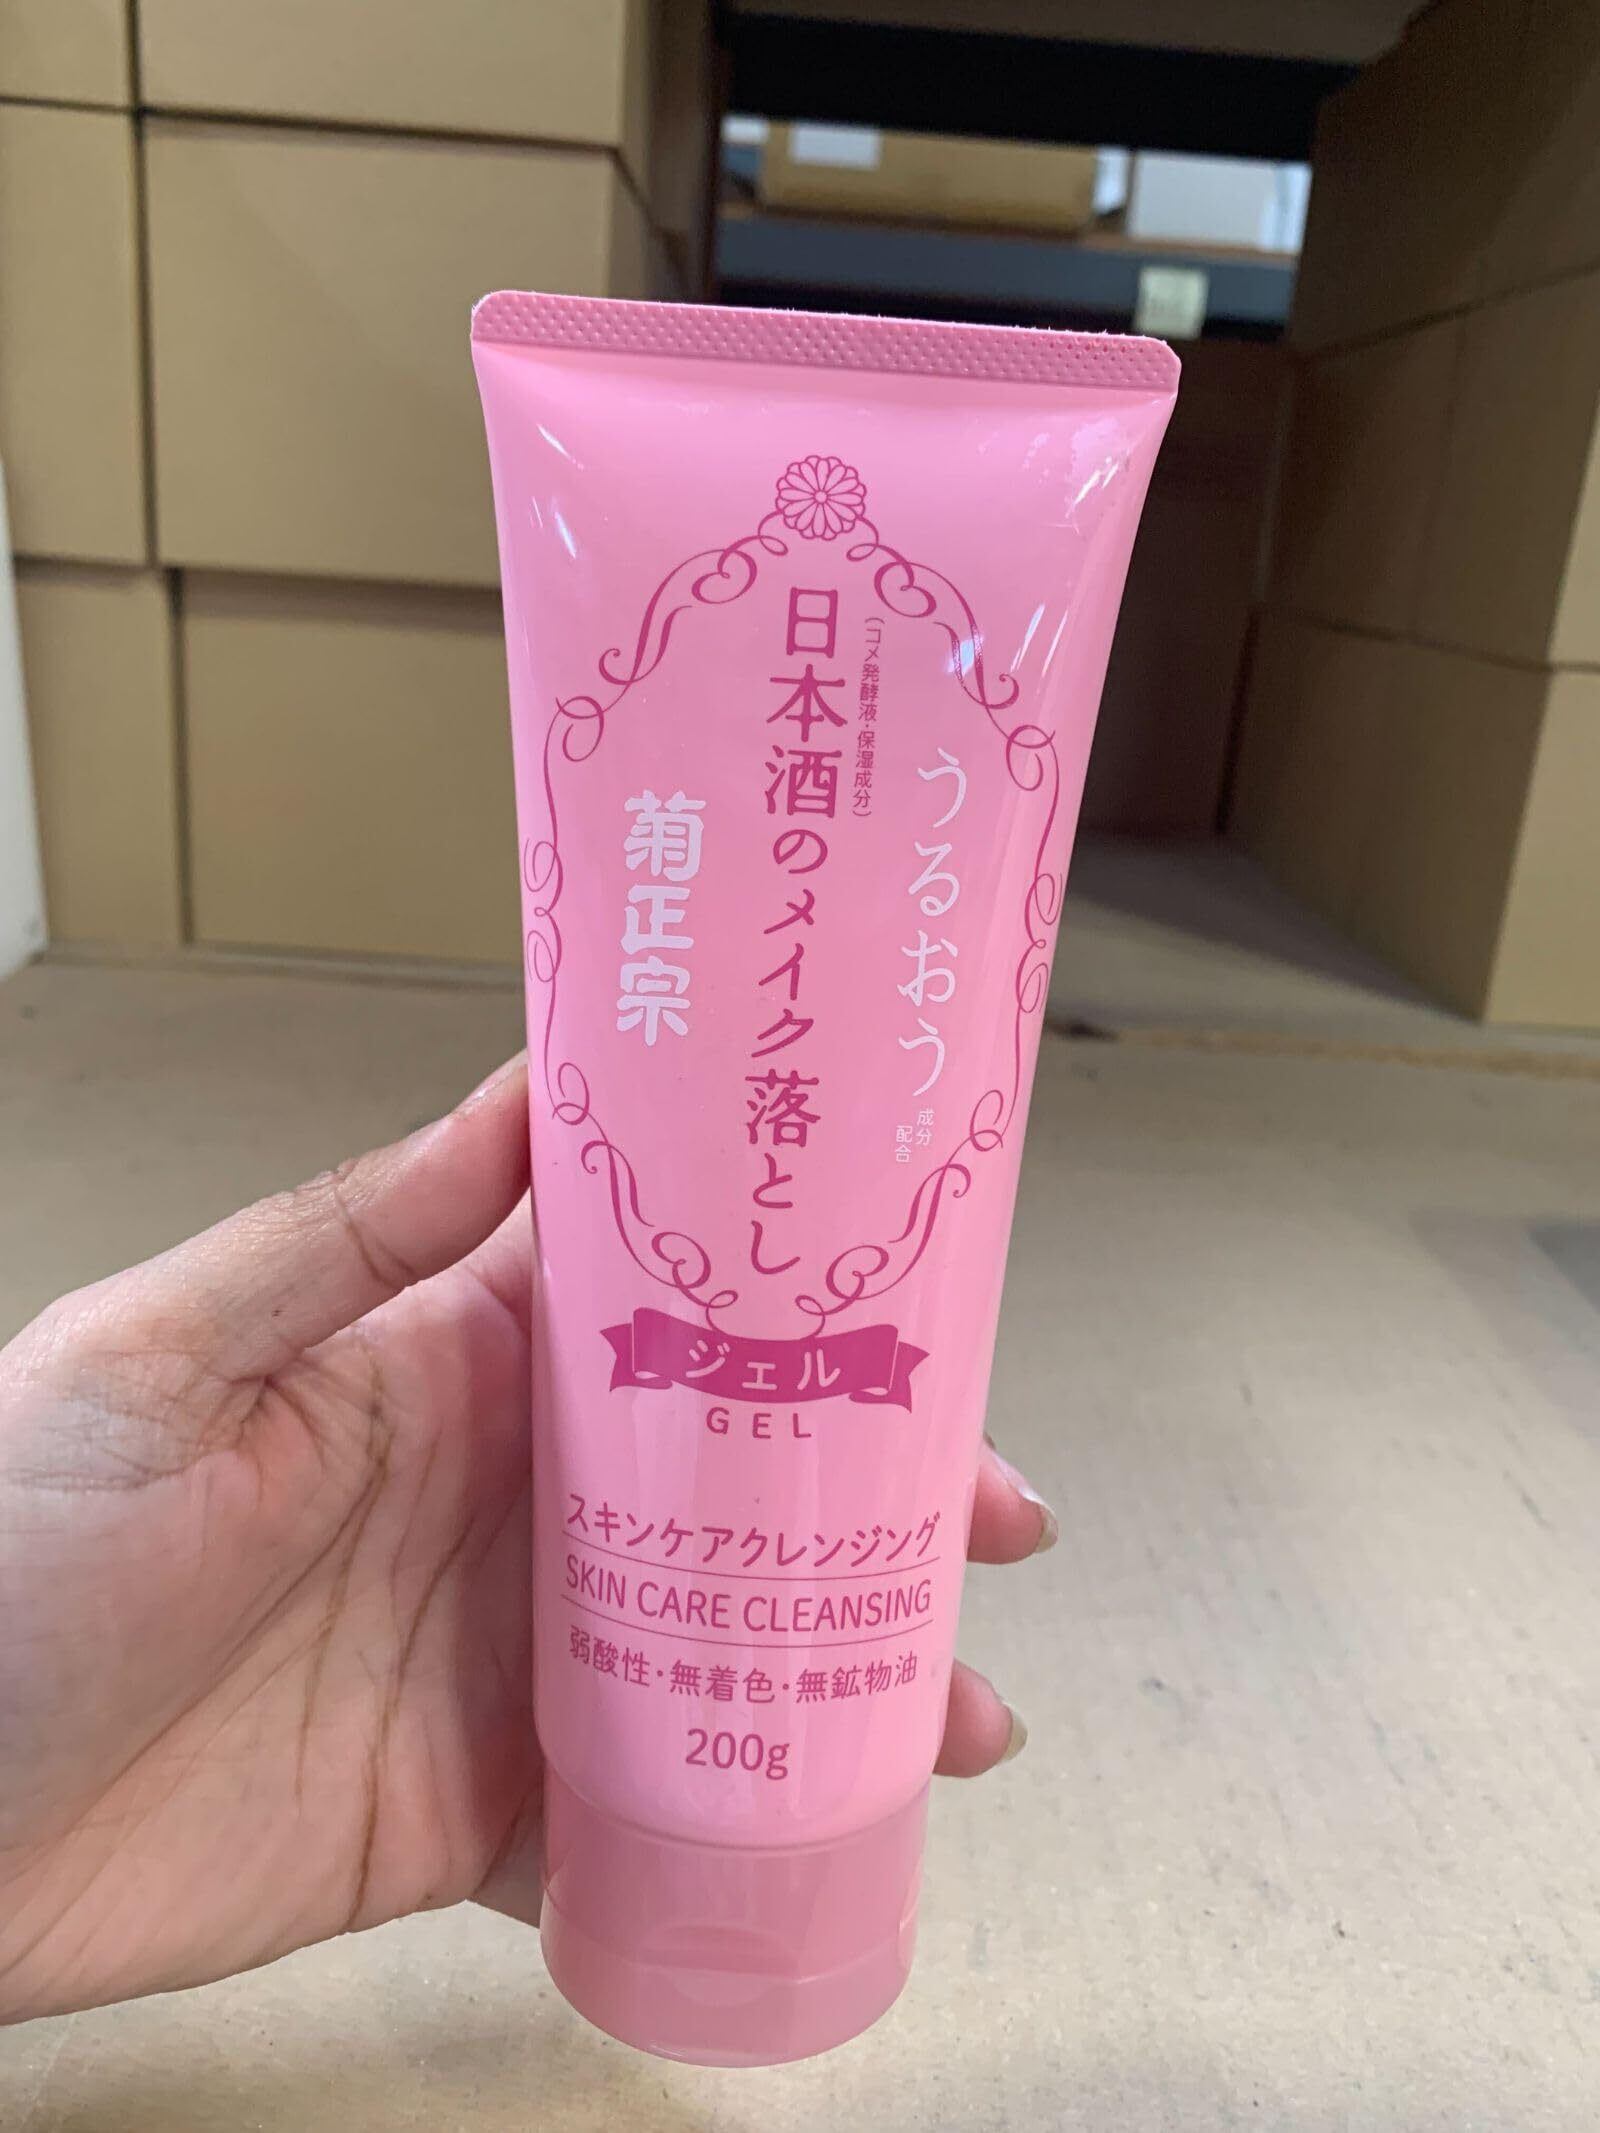 うるおう
成分
配合
(コメ発酵液・保湿成分)
日本酒のメイク落とし
菊正宗
ジェル
GEL
スキンケアクレンジング
SKIN CARE CLEANSING
弱酸性・無着色・無鉱物油
200g